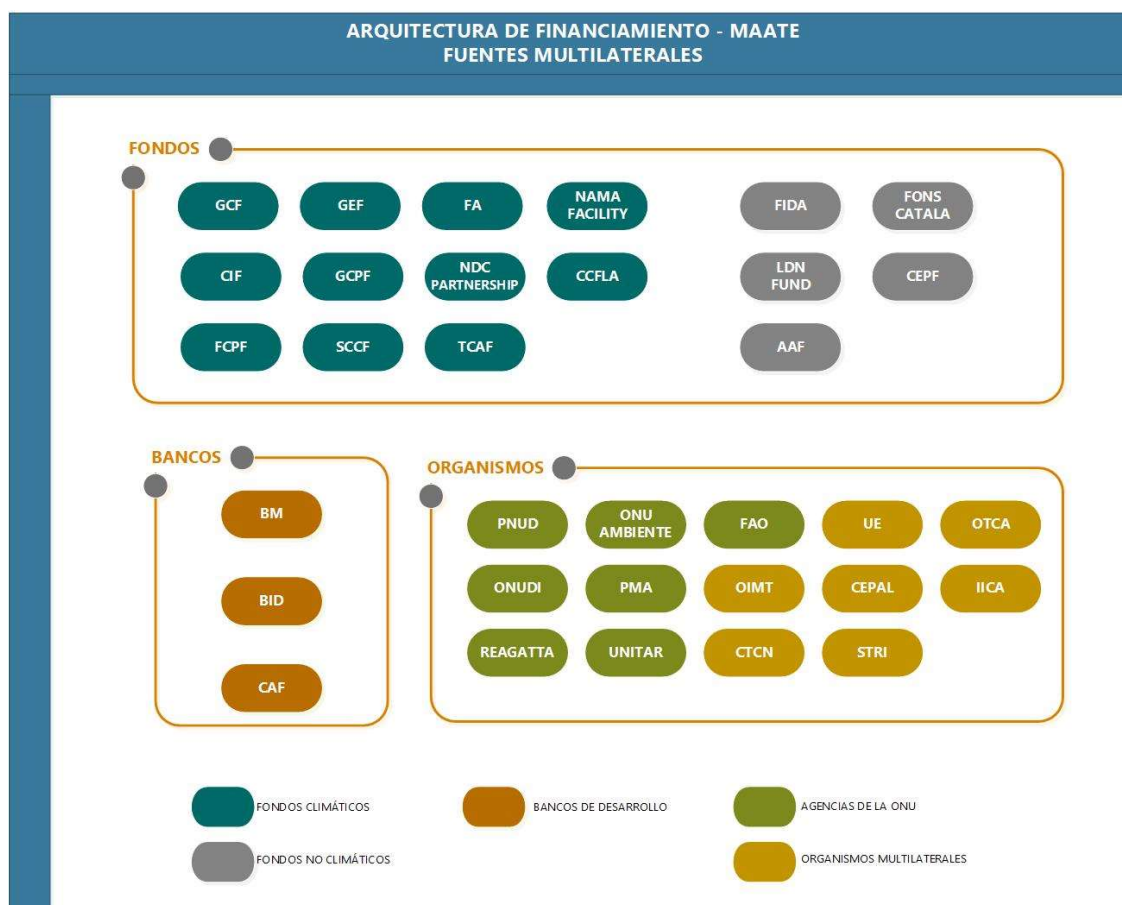 ARQUITECTURA DE FINANCIAMIENTO - MAATE
FUENTES MULTILATERALES
FONDOS
GCF
GEF
FA
NAMA
FACILITY
FIDA
FONS
CATALA
CIF
GCPF
NDC
PARTNERSHIP
CCFLA
LDN
FUND
CEPF
FCPF
SCCF
TCAF
AAF
BANCOS
BM
BID
CAF
ORGANISMOS
PNUD
ONU
AMBIENTE
FAO
UE
OTCA
ONUDI
PMA
OIMT
CEPAL
IICA
REAGATTA
UNITAR
CTCN
STRI
FONDOS CLIMÁTICOS
BANCOS DE DESARROLLO
AGENCIAS DE LA ONU
FONDOS NO CLIMÁTICOS
ORGANISMOS MULTILATERALES